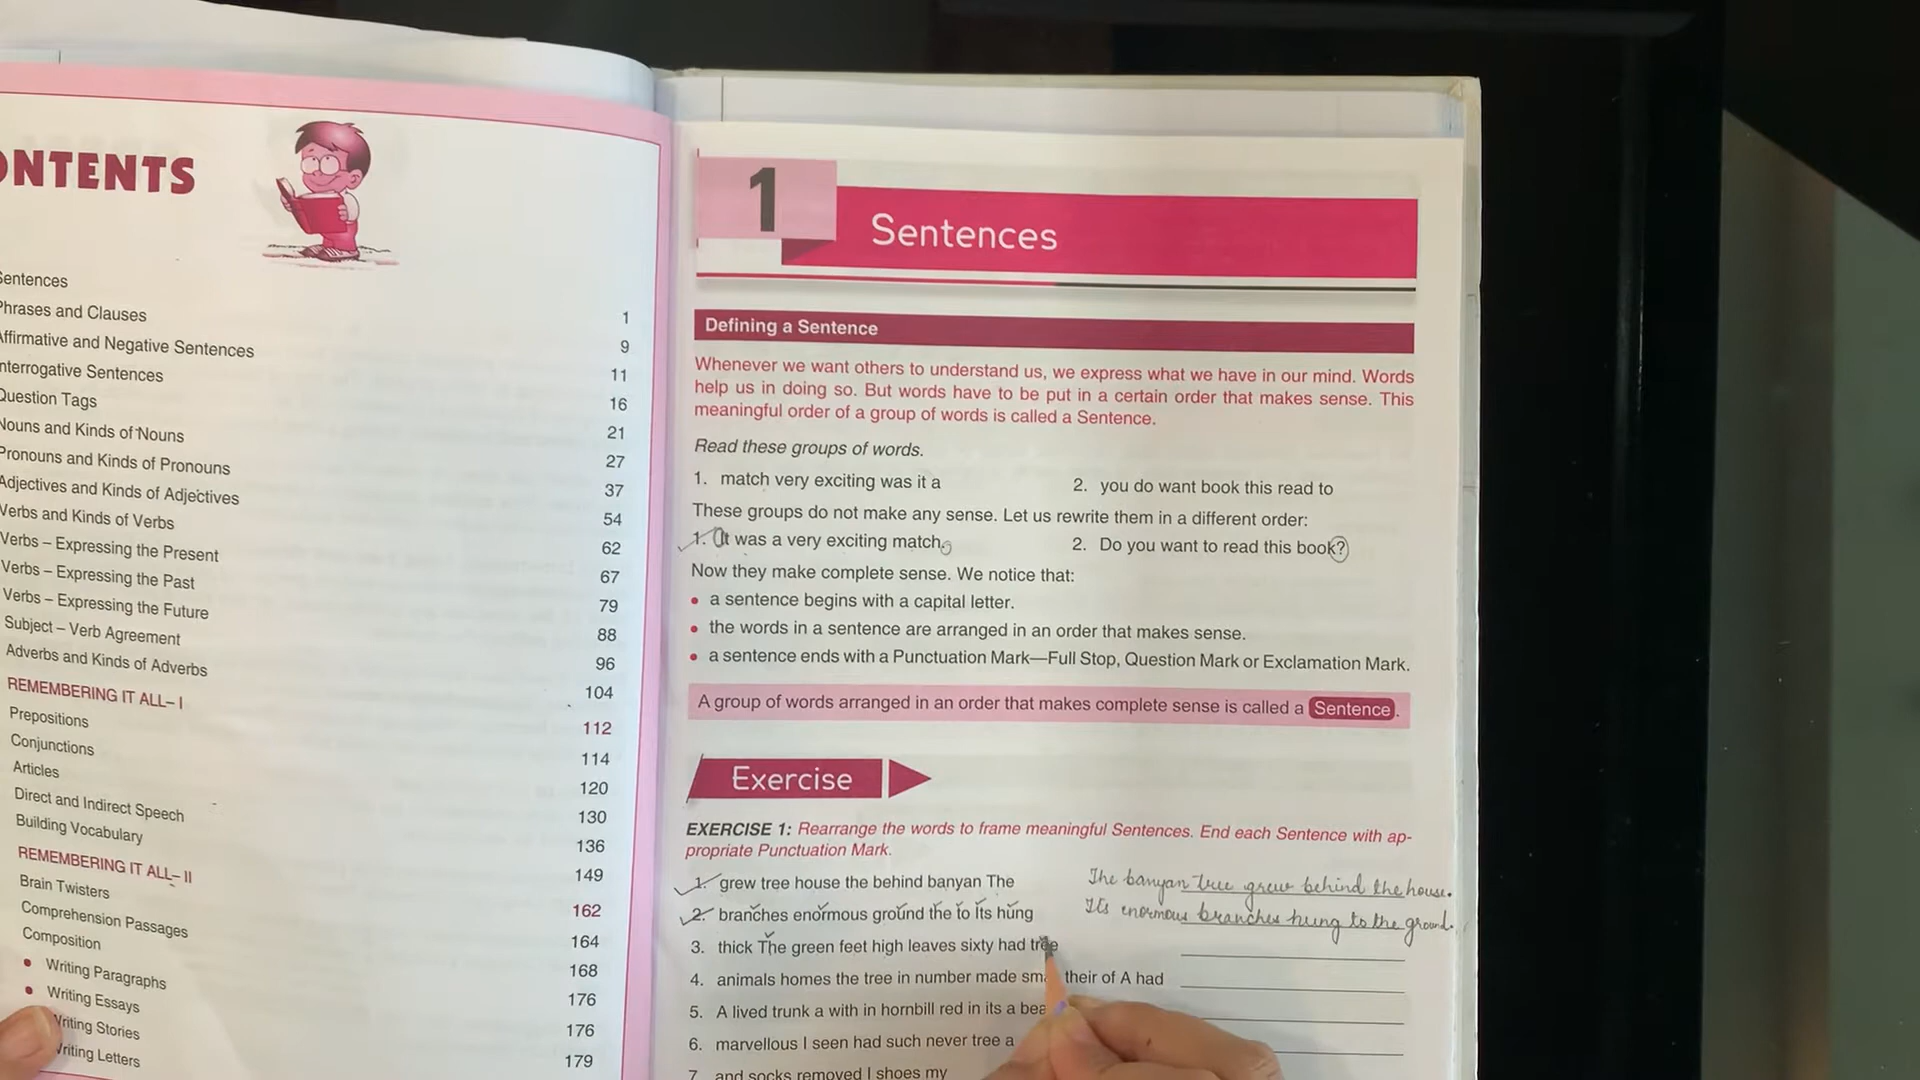 ONTENTS
Sentences 1
Phrases and Clauses 9
Affirmative and Negative Sentences 11
Interrogative Sentences 16
Question Tags 21
Nouns and Kinds of Nouns 27
Pronouns and Kinds of Pronouns 37
Adjectives and Kinds of Adjectives 54
Verbs and Kinds of Verbs 62
Verbs – Expressing the Present 67
Verbs – Expressing the Past 79
Verbs – Expressing the Future 88
Subject – Verb Agreement 96
Adverbs and Kinds of Adverbs 104
REMEMBERING IT ALL– I 112
Prepositions 114
Conjunctions 120
Articles 130
Direct and Indirect Speech 136
Building Vocabulary 149
REMEMBERING IT ALL– II 162
Brain Twisters 164
Comprehension Passages 168
Composition 176
• Writing Paragraphs 176
• Writing Essays 179
Writing Stories
Writing Letters
1
Sentences
Defining a Sentence
Whenever we want others to understand us, we express what we have in our mind. Words
help us in doing so. But words have to be put in a certain order that makes sense. This
meaningful order of a group of words is called a Sentence.
Read these groups of words.
1. match very exciting was it a 2. you do want book this read to
These groups do not make any sense. Let us rewrite them in a different order:
1. It was a very exciting match. 2. Do you want to read this book?
Now they make complete sense. We notice that:
• a sentence begins with a capital letter.
• the words in a sentence are arranged in an order that makes sense.
• a sentence ends with a Punctuation Mark—Full Stop, Question Mark or Exclamation Mark.
A group of words arranged in an order that makes complete sense is called a Sentence.
Exercise
EXERCISE 1: Rearrange the words to frame meaningful Sentences. End each Sentence with ap-
propriate Punctuation Mark.
1. grew tree house the behind banyan The The banyan tree grew behind the house.
2. branches enormous ground the to Its hung Its enormous branches hung to the ground.
3. thick The green feet high leaves sixty had tree
4. animals homes the tree in number made their of A had
5. A lived trunk a with in hornbill red in its a
6. marvellous I seen had such never tree a
7. and socks removed I shoes my